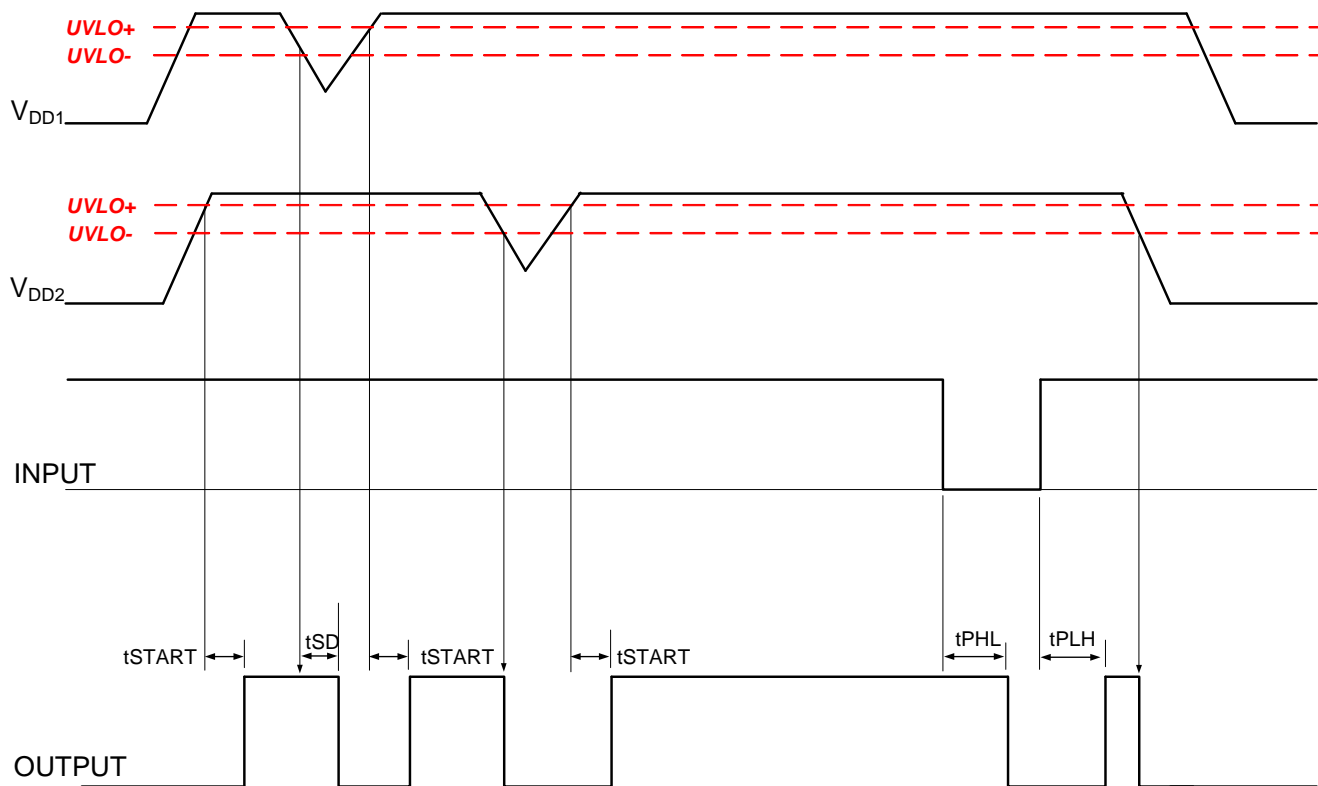 UVLO+
UVLO-
VDD1
UVLO+
UVLO-
VDD2
INPUT
tSTART
tSD
tSTART
tSTART
tPHL
tPLH
OUTPUT